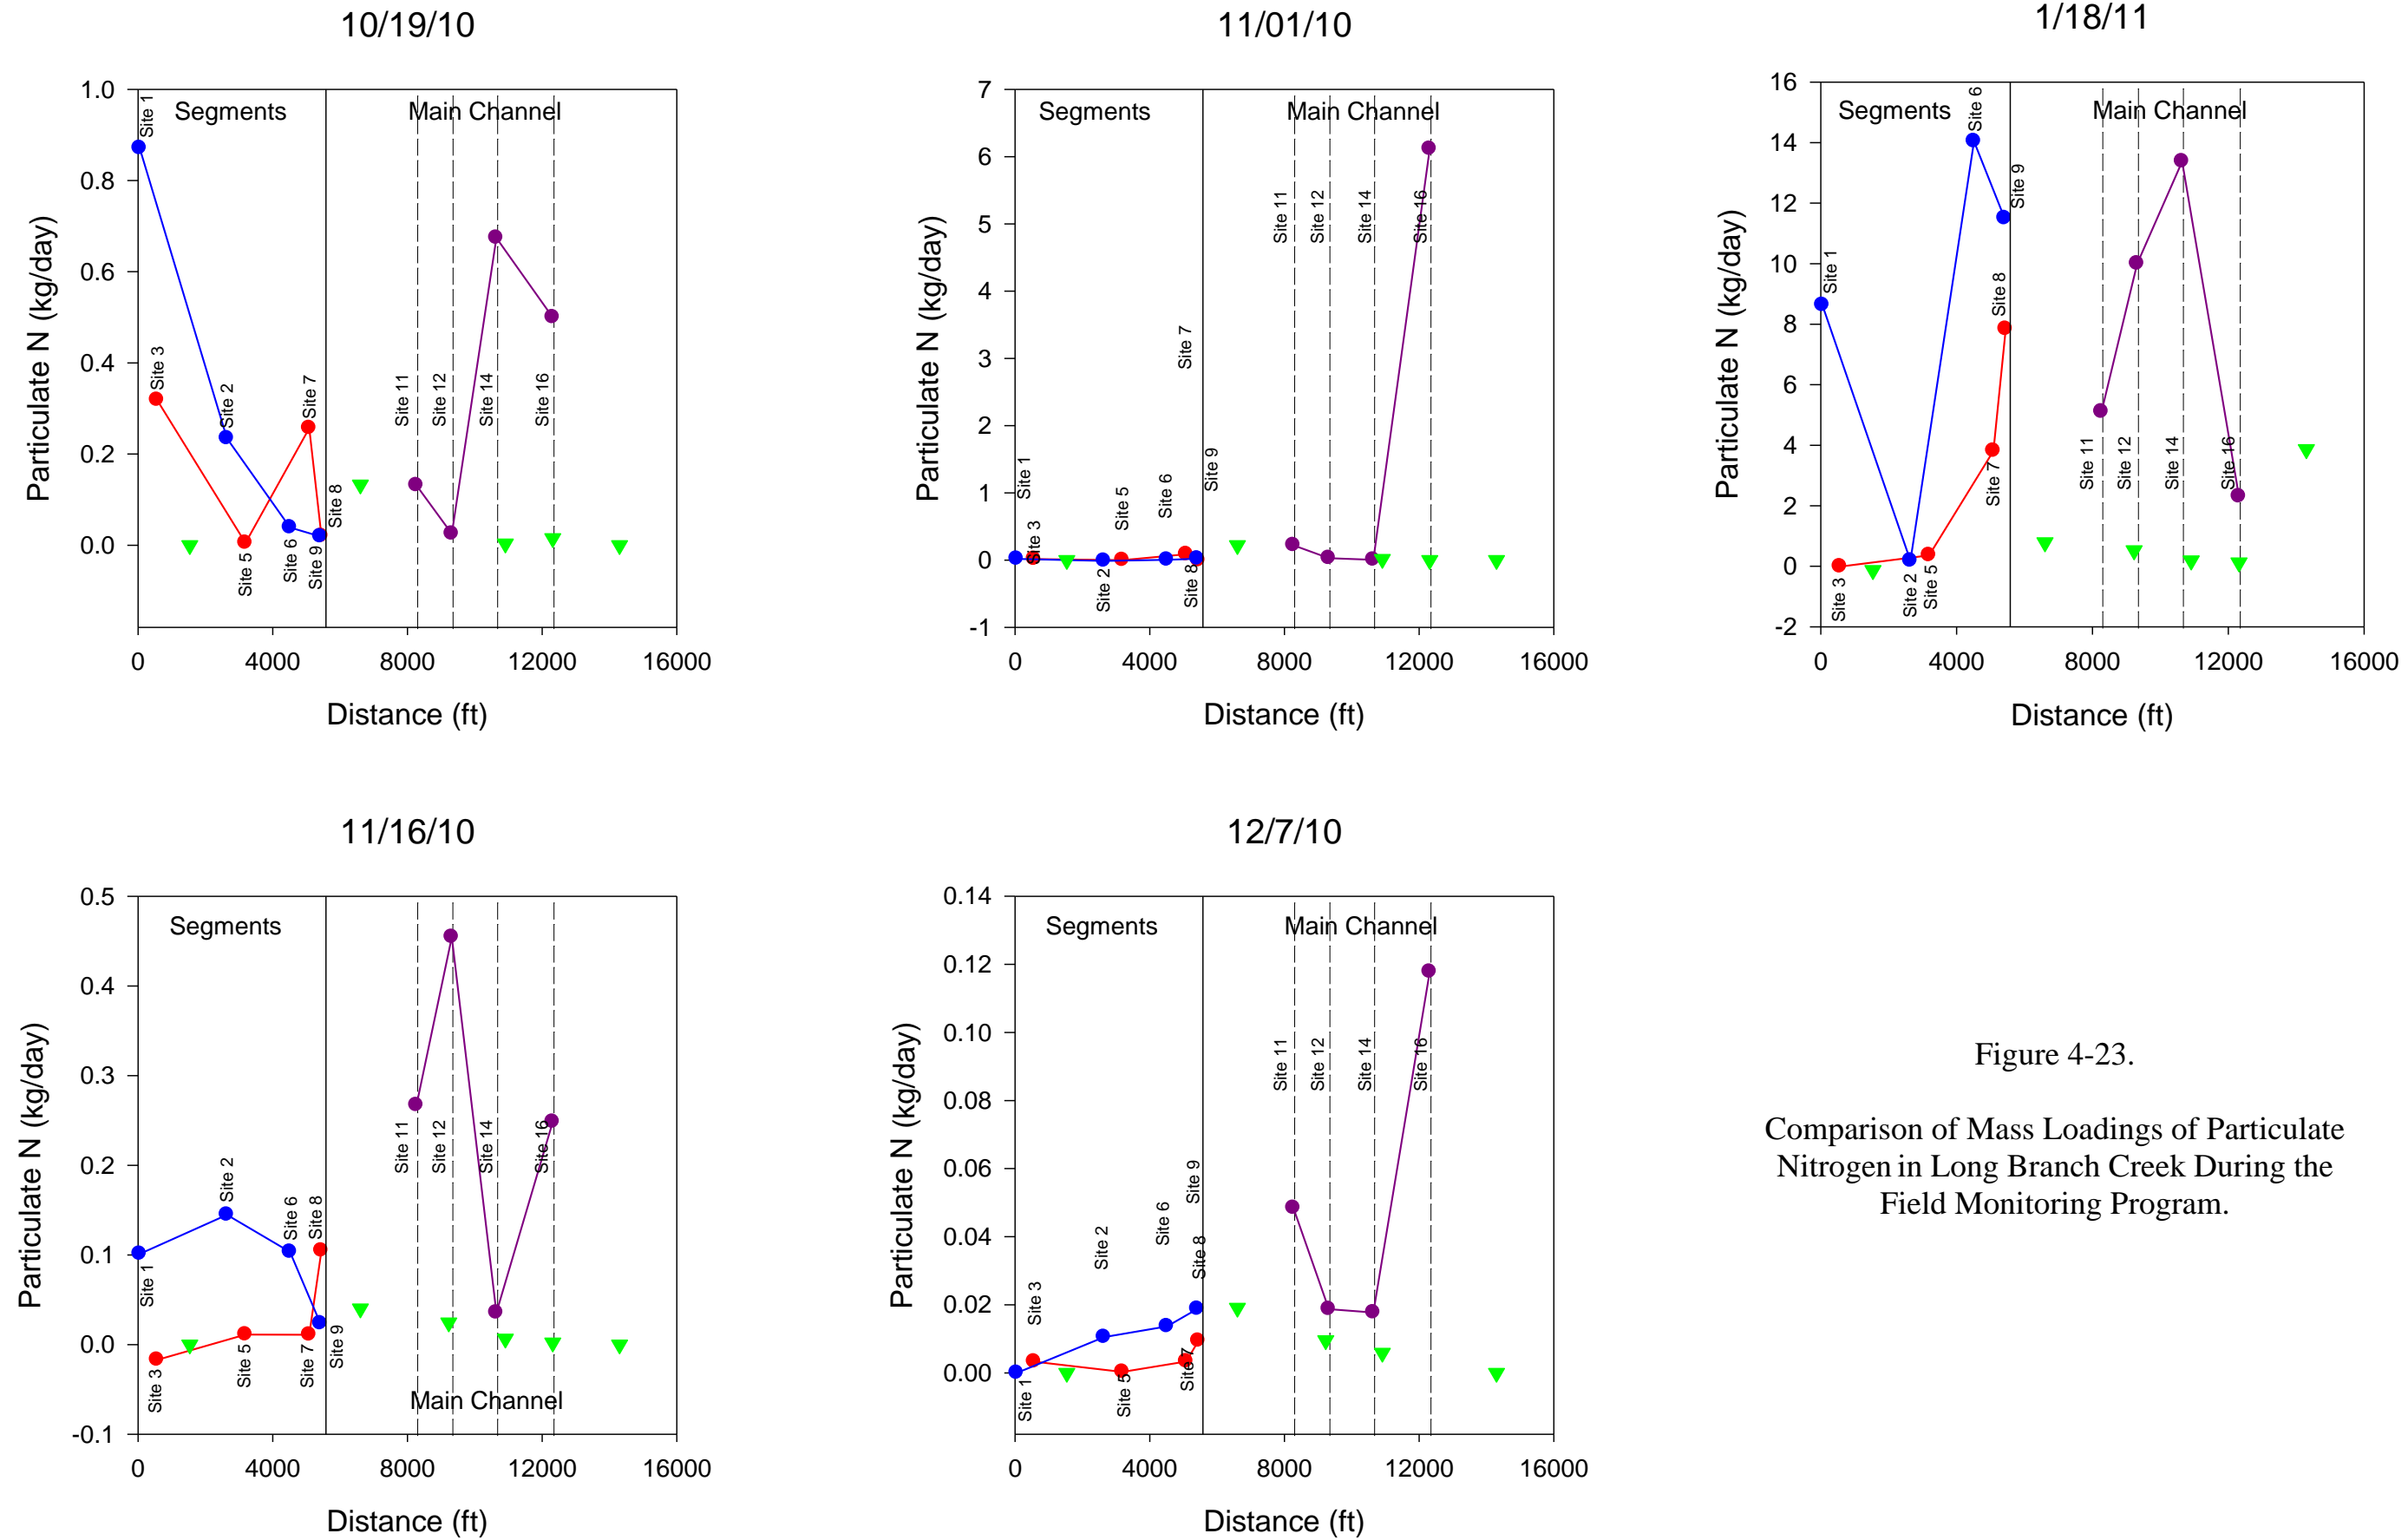 10/19/10
1.0
0.8
0.6
0.4
0.2
0.0
Particulate N (kg/day)
Segments
Main Channel
Site 1
Site 3
Site 2
Site 5
Site 6
Site 7
Site 9
Site 8
Site 11
Site 12
Site 14
Site 16
0
4000
8000
12000
16000
Distance (ft)
11/01/10
7
6
5
4
3
2
1
0
-1
Particulate N (kg/day)
Segments
Main Channel
Site 1
Site 3
Site 2
Site 5
Site 6
Site 7
Site 8
Site 9
Site 11
Site 12
Site 14
Site 16
0
4000
8000
12000
16000
Distance (ft)
1/18/11
16
14
12
10
8
6
4
2
0
-2
Particulate N (kg/day)
Segments
Main Channel
Site 1
Site 3
Site 2
Site 5
Site 6
Site 7
Site 8
Site 9
Site 11
Site 12
Site 14
Site 16
0
4000
8000
12000
16000
Distance (ft)
11/16/10
0.5
0.4
0.3
0.2
0.1
0.0
-0.1
Particulate N (kg/day)
Segments
Main Channel
Site 1
Site 3
Site 2
Site 5
Site 6
Site 7
Site 8
Site 9
Site 11
Site 12
Site 14
Site 16
0
4000
8000
12000
16000
Distance (ft)
12/7/10
0.14
0.12
0.10
0.08
0.06
0.04
0.02
0.00
Particulate N (kg/day)
Segments
Main Channel
Site 1
Site 3
Site 2
Site 5
Site 6
Site 7
Site 8
Site 9
Site 11
Site 12
Site 14
Site 16
0
4000
8000
12000
16000
Distance (ft)
Figure 4-23.
Comparison of Mass Loadings of Particulate
Nitrogen in Long Branch Creek During the
Field Monitoring Program.